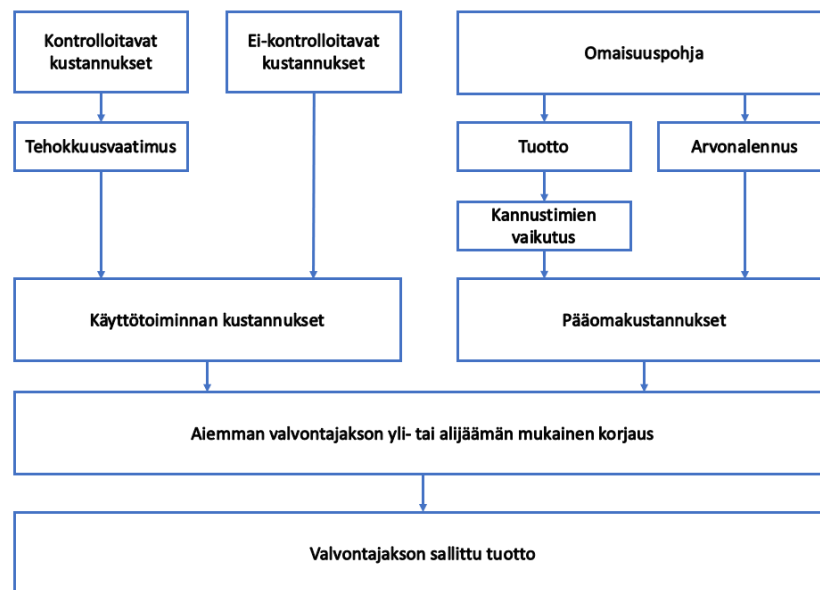 Kontrolloitavat
kustannukset
Ei-kontrolloitavat
kustannukset
Omaisuuspohja
Tehokkuusvaatimus
Tuotto
Arvonalennus
Kannustimien
vaikutus
Käyttötoiminnan kustannukset
Pääomakustannukset
Aiemman valvontajakson yli- tai alijäämän mukainen korjaus
Valvontajakson sallittu tuotto